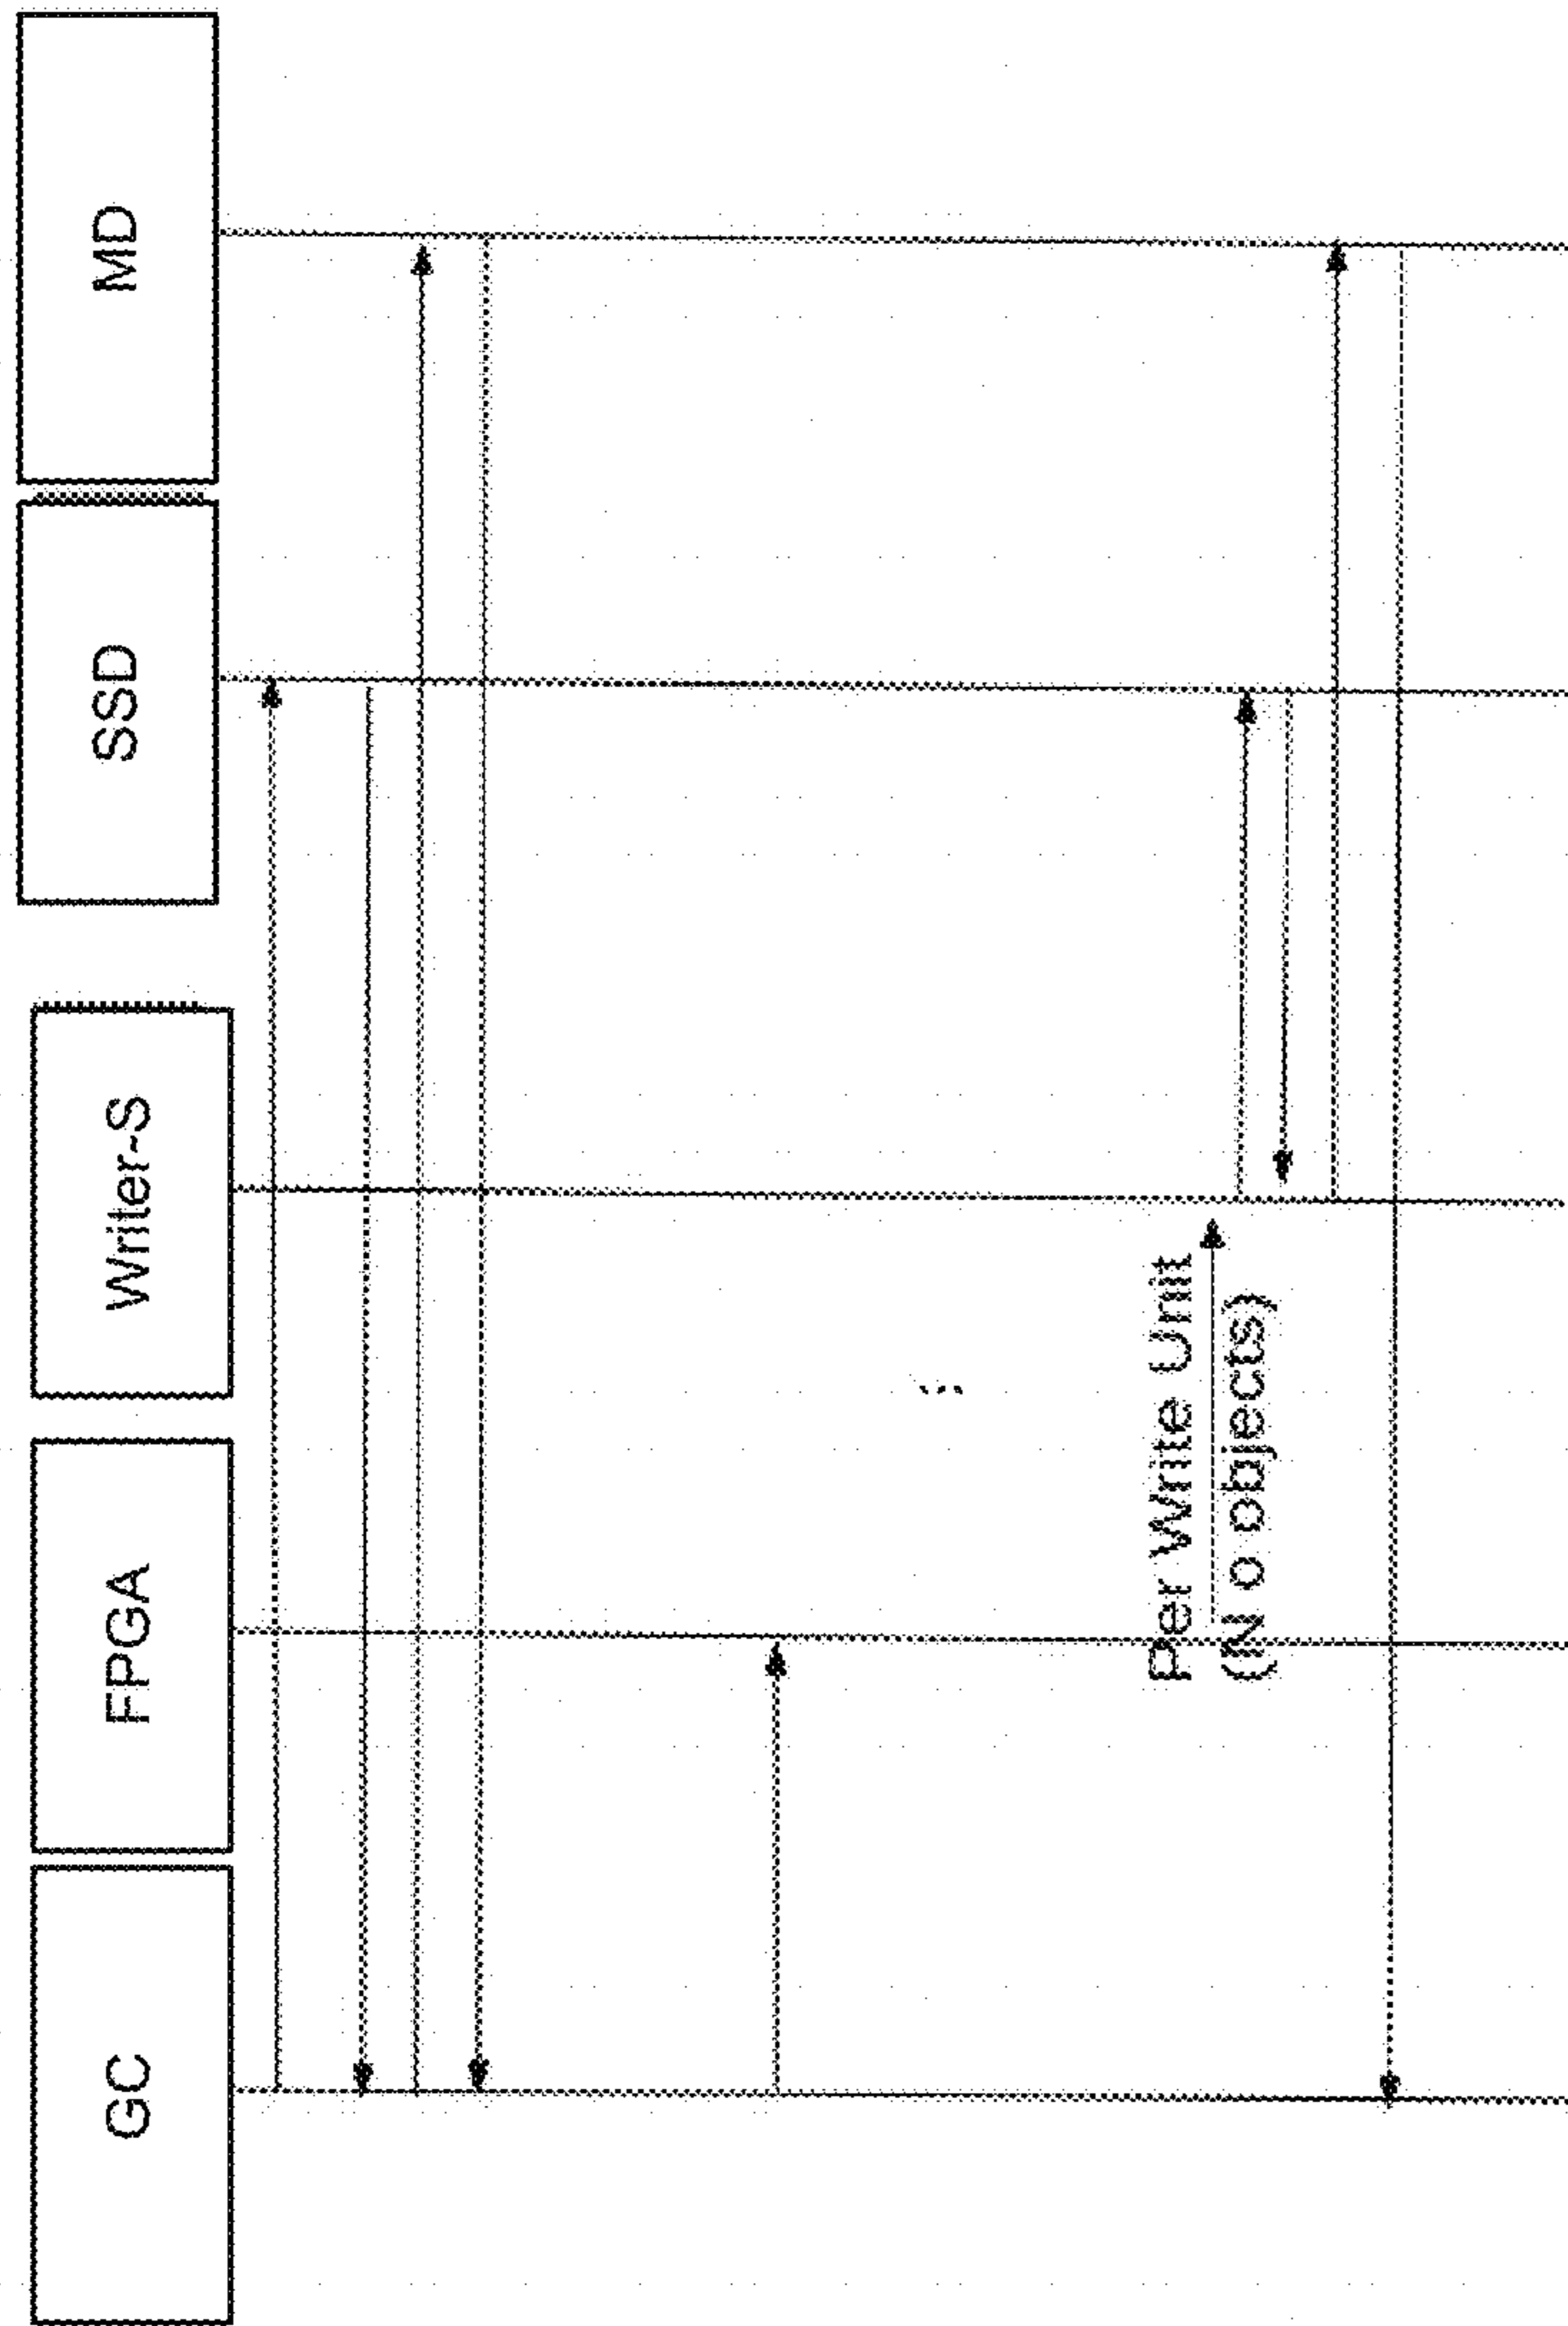 GC
FPGA
Writer-S
SSD
MD
...
Per Write Unit
(N o objects)